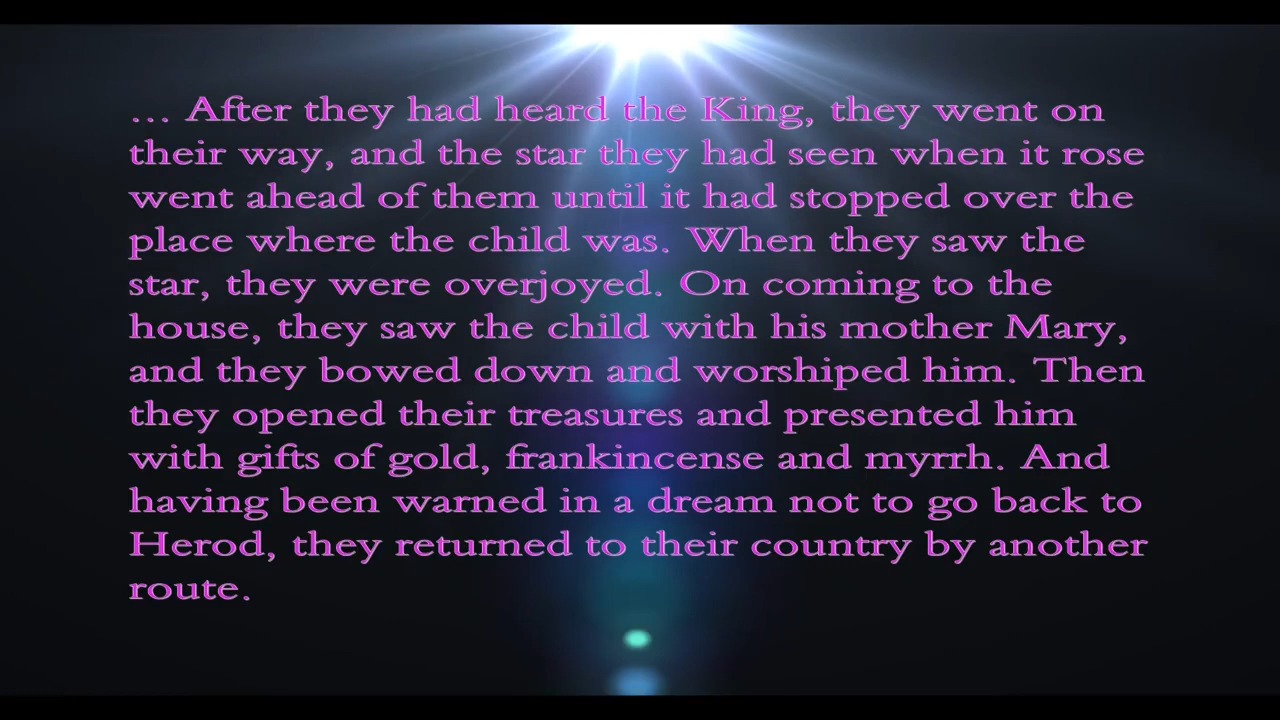 ... After they had heard the King, they went on
their way, and the star they had seen when it rose
went ahead of them until it had stopped over the
place where the child was. When they saw the
star, they were overjoyed. On coming to the
house, they saw the child with his mother Mary,
and they bowed down and worshiped him. Then
they opened their treasures and presented him
with gifts of gold, frankincense and myrrh. And
having been warned in a dream not to go back to
Herod, they returned to their country by another
route.